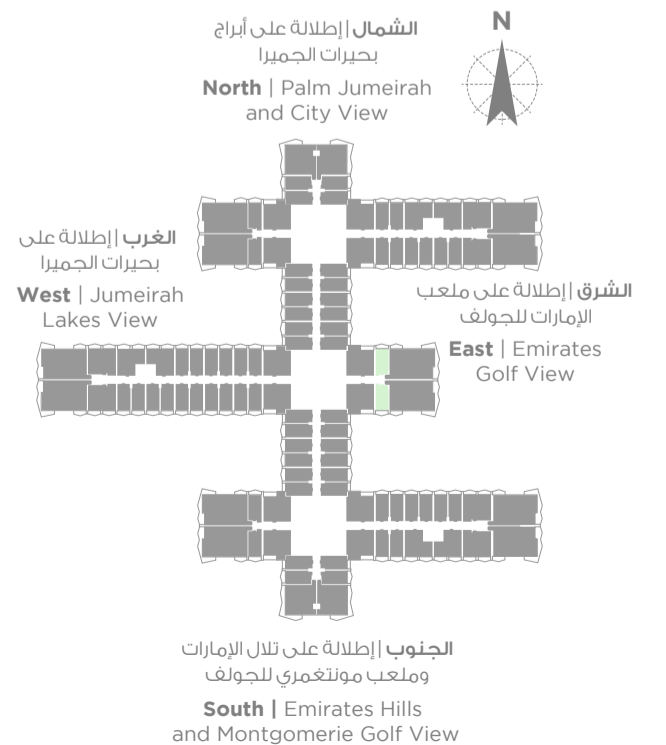 الشمال | إطلالة على أبراج
بحيرات الجميرا
North | Palm Jumeirah
and City View
N
الغرب | إطلالة على
بحيرات الجميرا
West | Jumeirah
Lakes View
الشرق | إطلالة على ملعب
الإمارات للجولف
East | Emirates
Golf View
الجنوب | إطلالة على تلال الإمارات
وملعب مونتغمري للجولف
South | Emirates Hills
and Montgomerie Golf View